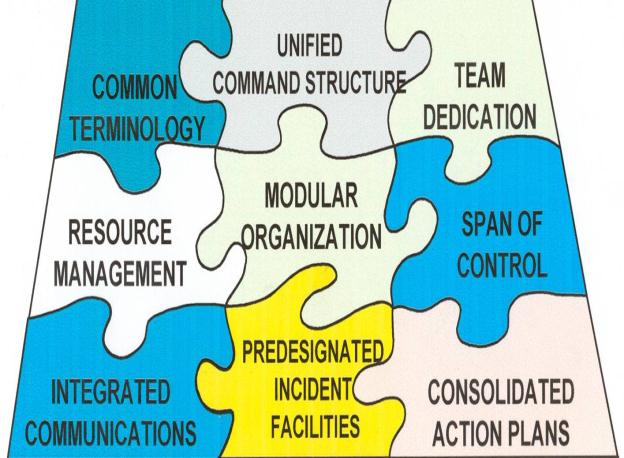 COMMON
TERMINOLOGY
UNIFIED
COMMAND STRUCTURE
TEAM
DEDICATION
RESOURCE
MANAGEMENT
MODULAR
ORGANIZATION
SPAN OF
CONTROL
INTEGRATED
COMMUNICATIONS
PREDESIGNATED
INCIDENT
FACILITIES
CONSOLIDATED
ACTION PLANS